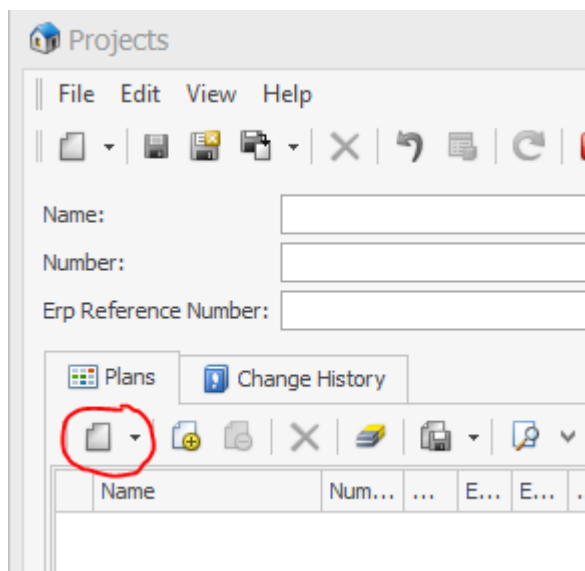 Projects
File Edit View Help
Name:
Number:
Erp Reference Number:
Plans Change History
Name Num... ... E... E... .